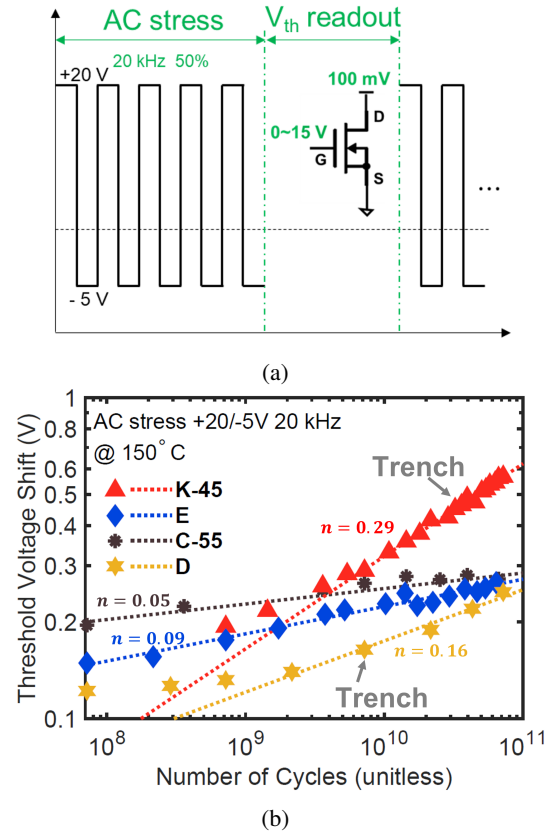 AC stress
V_th readout
20 kHz 50%
+20 V
100 mV
D
0~15 V
G
S
...
- 5 V
(a)
AC stress +20/-5V 20 kHz
@ 150°C
K-45
E
C-55
D
Trench
n = 0.29
n = 0.05
n = 0.09
n = 0.16
Trench
Threshold Voltage Shift (V)
1
0.6
0.5
0.4
0.3
0.2
0.1
10^8
10^9
10^10
10^11
Number of Cycles (unitless)
(b)